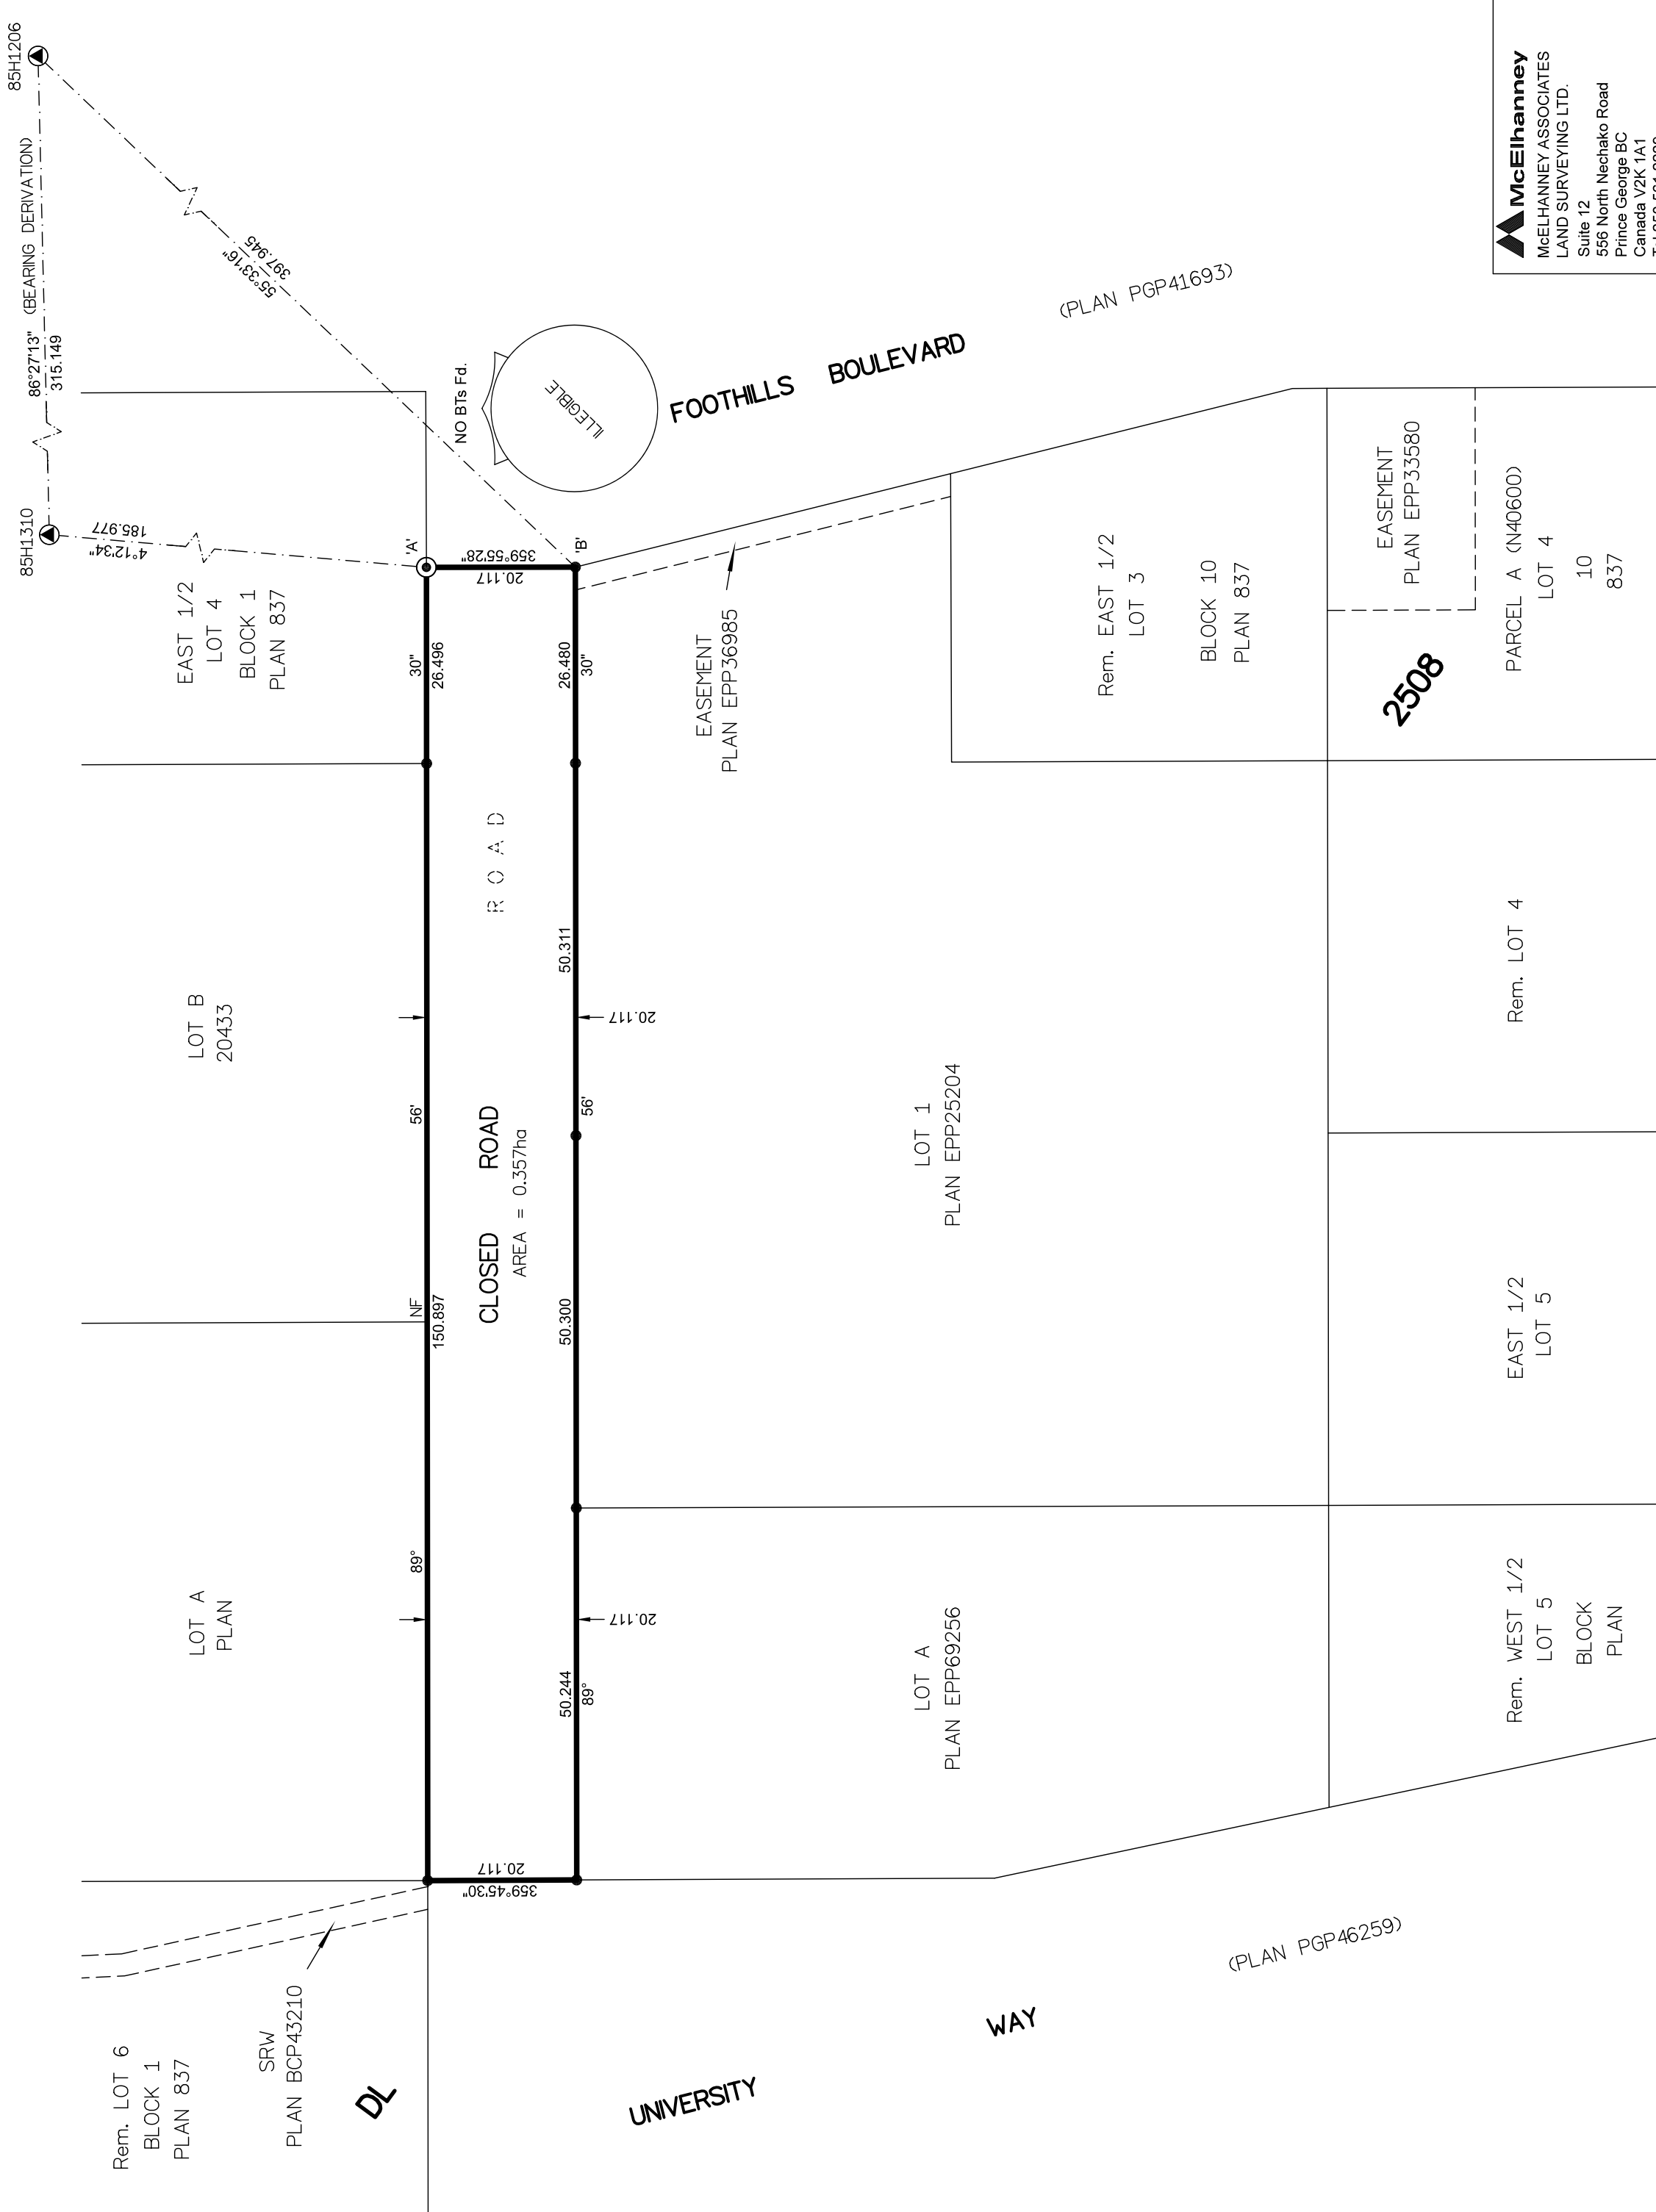 85H1310
86°27'13" (BEARING DERIVATION)
315.149
85H1206
4°12'34"
185.977
55°33'16"
397.945
Rem. LOT 6
BLOCK 1
PLAN 837
SRW
PLAN BCP43210
LOT A
PLAN
LOT B
20433
EAST 1/2
LOT 4
BLOCK 1
PLAN 837
DL
89°
NF
150.897
56'
30"
26.496
'A'
NO BTs Fd.
ILLEGIBLE
359°45'30"
20.117
CLOSED ROAD
AREA = 0.357ha
ROAD
359°55'28"
20.117
'B'
50.244
89°
20.117
50.300
56'
50.311
20.117
26.480
30"
UNIVERSITY WAY
(PLAN PGP46259)
FOOTHILLS BOULEVARD
(PLAN PGP41693)
EASEMENT
PLAN EPP36985
LOT A
PLAN EPP69256
LOT 1
PLAN EPP25204
Rem. EAST 1/2
LOT 3
BLOCK 10
PLAN 837
2508
EASEMENT
PLAN EPP33580
Rem. WEST 1/2
LOT 5
BLOCK
PLAN
EAST 1/2
LOT 5
Rem. LOT 4
PARCEL A (N40600)
LOT 4
10
837
McElhanney
McELHANNEY ASSOCIATES
LAND SURVEYING LTD.
Suite 12
556 North Nechako Road
Prince George BC
Canada V2K 1A1